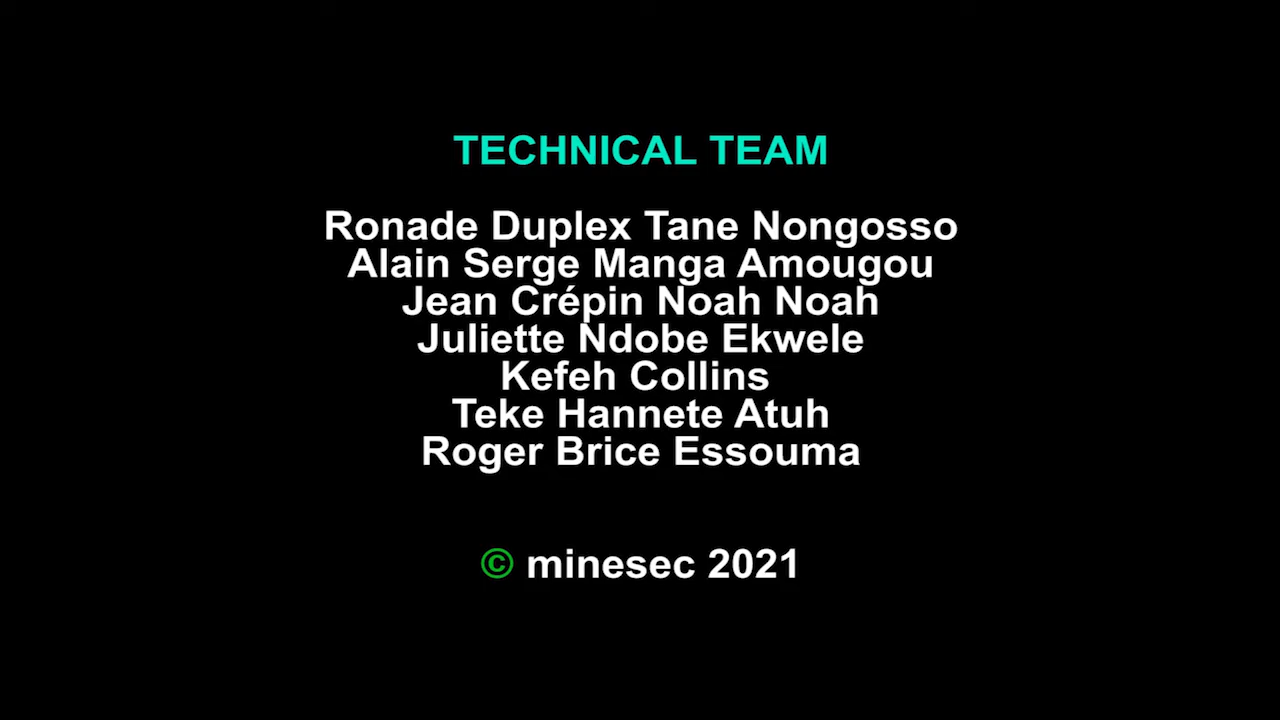 TECHNICAL TEAM
Ronade Duplex Tane Nongosso
Alain Serge Manga Amougou
Jean Crépin Noah Noah
Juliette Ndobe Ekwele
Kefeh Collins
Teke Hannete Atuh
Roger Brice Essouma
© minesec 2021